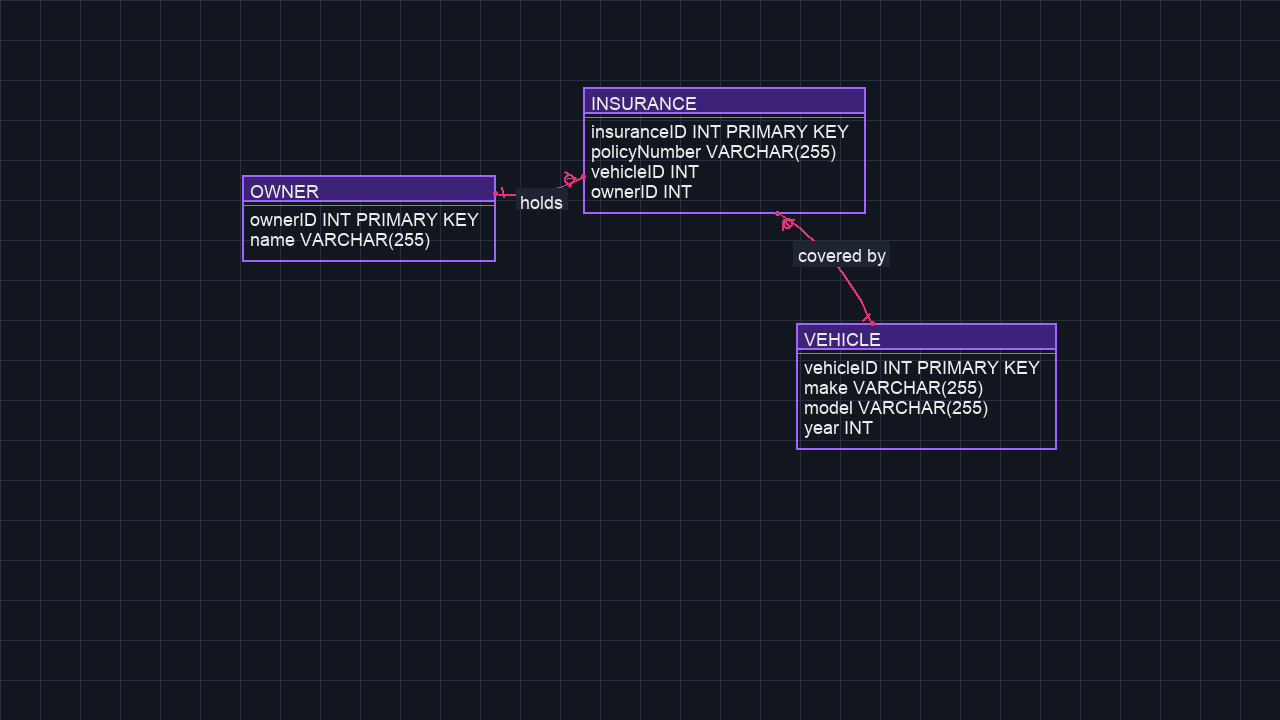 INSURANCE
insuranceID INT PRIMARY KEY
policyNumber VARCHAR(255)
vehicleID INT
ownerID INT
OWNER
ownerID INT PRIMARY KEY
name VARCHAR(255)
holds
covered by
VEHICLE
vehicleID INT PRIMARY KEY
make VARCHAR(255)
model VARCHAR(255)
year INT